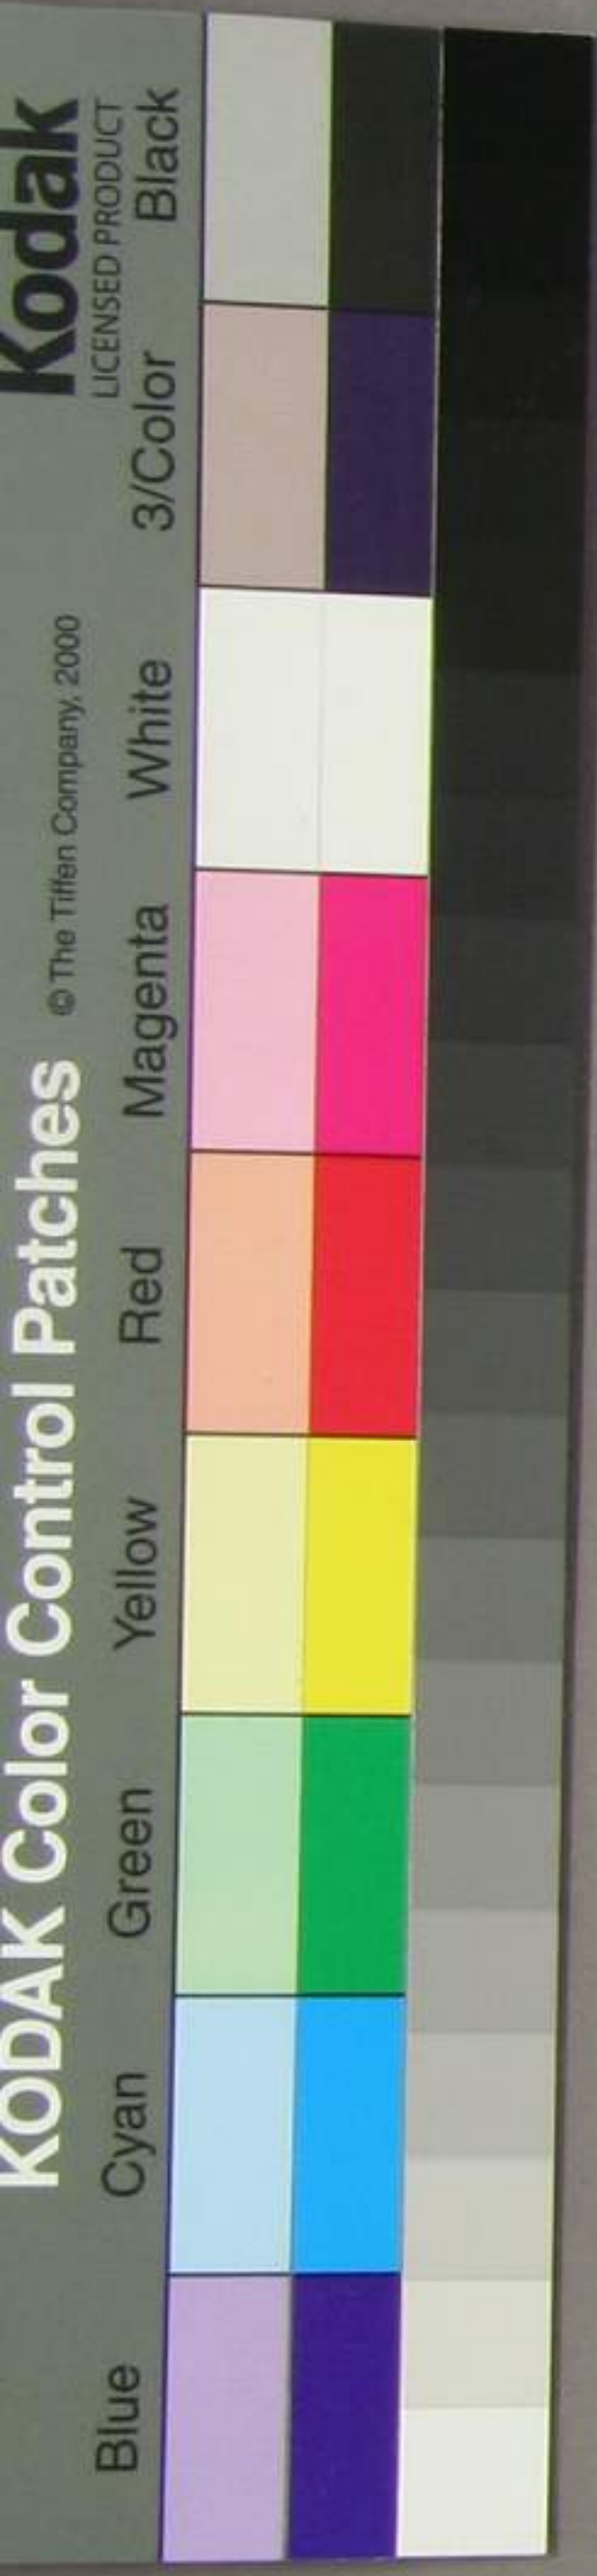 KODAK Color Control Patches
© The Tiffen Company, 2000
Kodak
LICENSED PRODUCT
Blue
Cyan
Green
Yellow
Red
Magenta
White
3/Color
Black